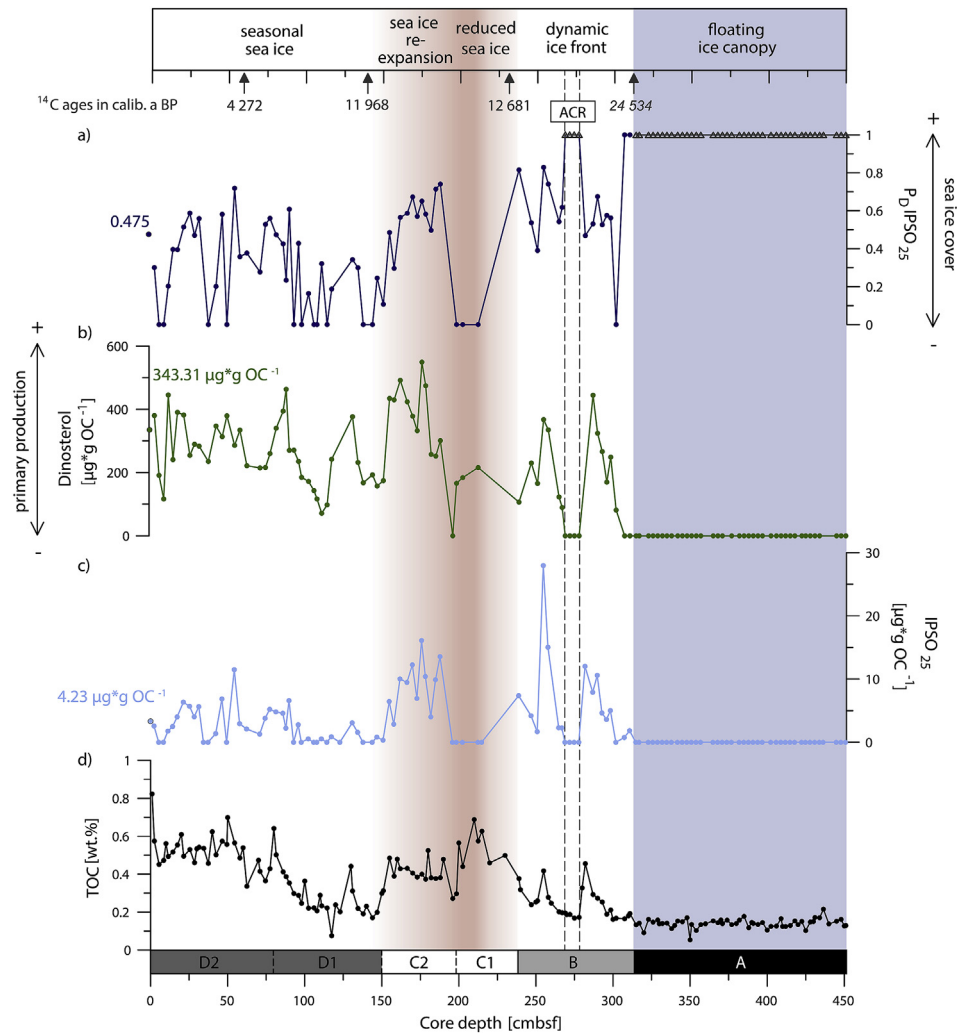 seasonal
sea ice
sea ice
re-
expansion
reduced
sea ice
dynamic
ice front
floating
ice canopy
¹⁴C ages in calib. a BP
4 272
11 968
12 681
24 534
ACR
a)
0.475
1
0.8
0.6
0.4
0.2
0
P_D IPSO₂₅
+
sea ice cover
-
b)
+
primary production
-
600
400
200
0
Dinosterol
[µg*g OC⁻¹]
343.31 µg*g OC⁻¹
c)
4.23 µg*g OC⁻¹
30
20
10
0
IPSO₂₅
[µg*g OC⁻¹]
d)
1
0.8
0.6
0.4
0.2
0
TOC [wt.%]
D2 D1 C2 C1 B A
0 50 100 150 200 250 300 350 400 450
Core depth [cmbsf]